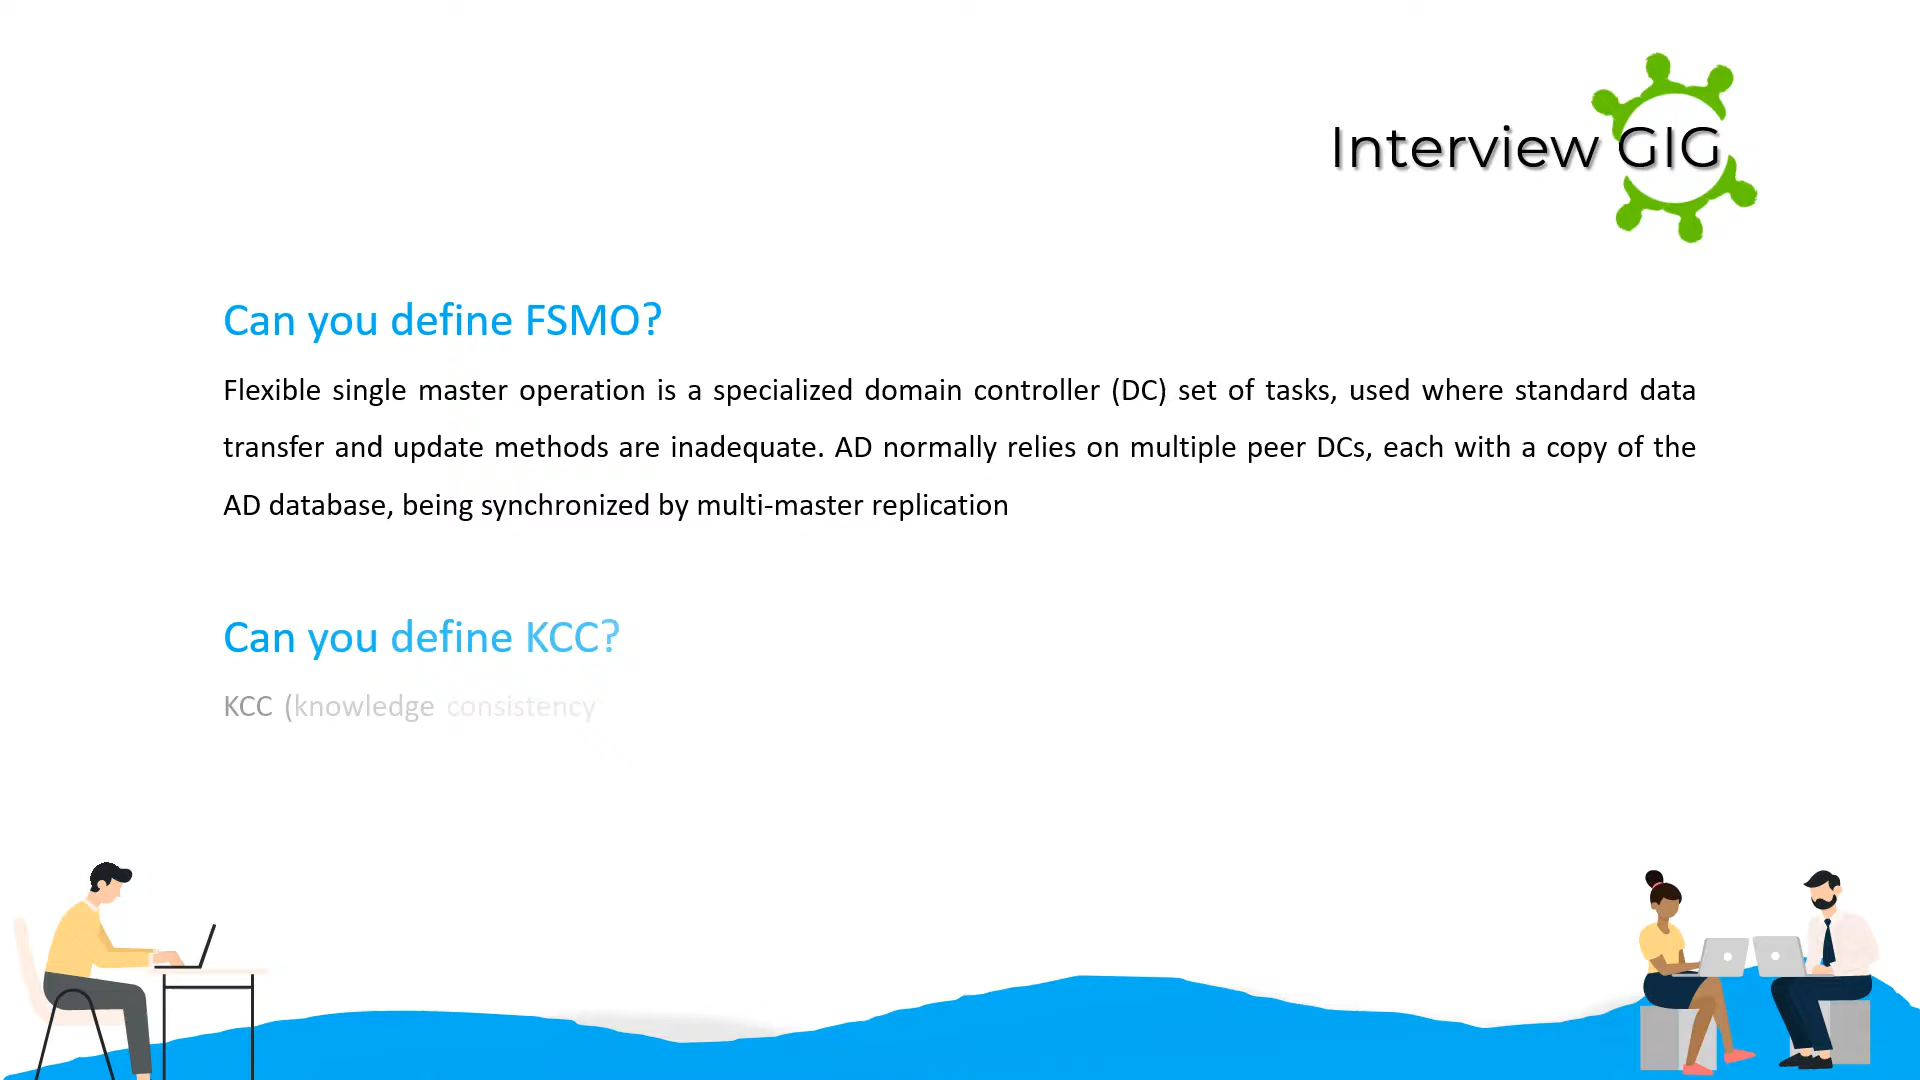 Interview GIG
Can you define FSMO?
Flexible single master operation is a specialized domain controller (DC) set of tasks, used where standard data
transfer and update methods are inadequate. AD normally relies on multiple peer DCs, each with a copy of the
AD database, being synchronized by multi-master replication
Can you define KCC?
KCC (knowledge consistency